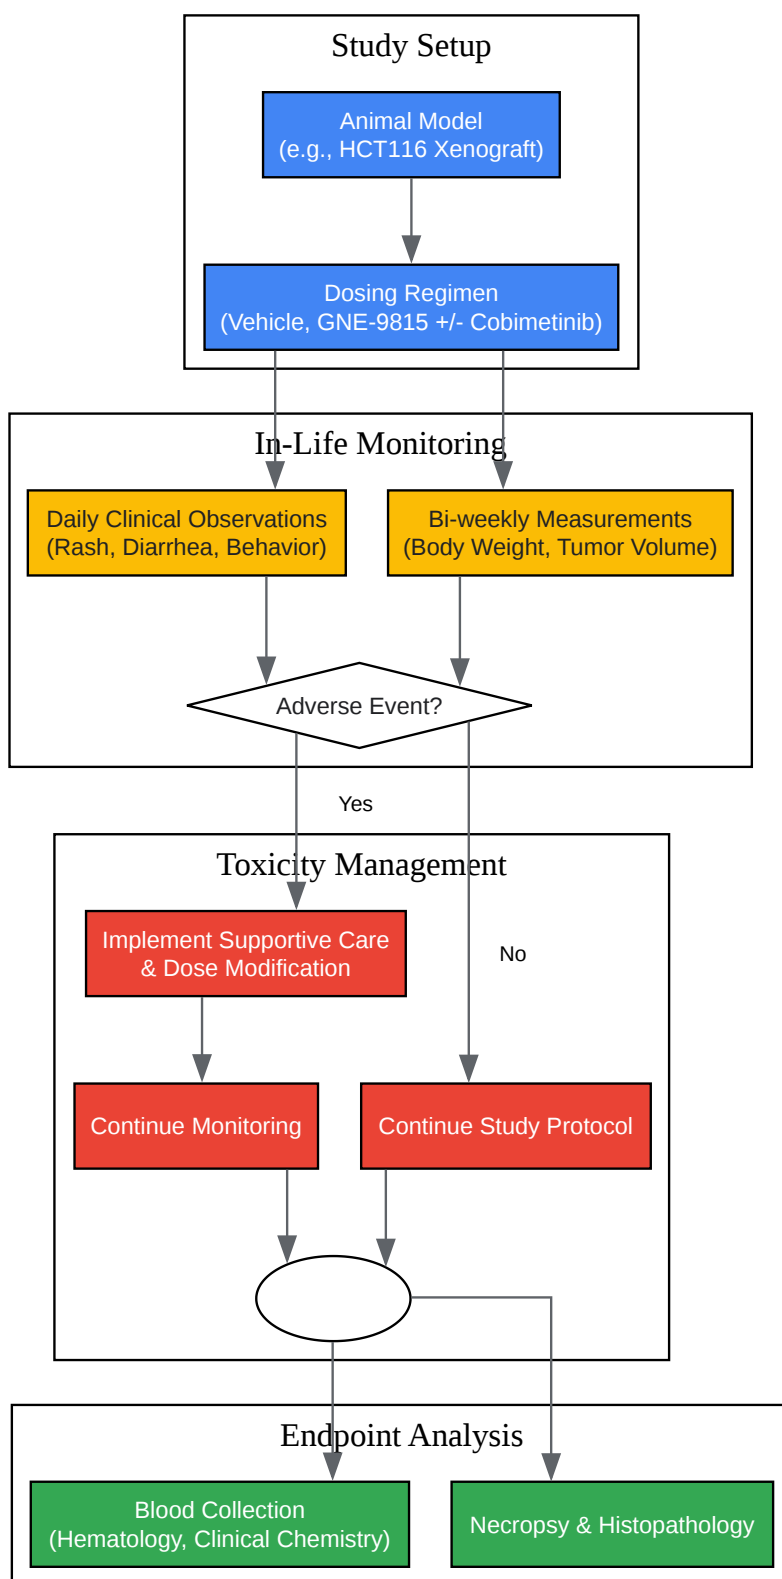 Study Setup
Animal Model
(e.g., HCT116 Xenograft)
Dosing Regimen
(Vehicle, GNE-9815 +/- Cobimetinib)
In-Life Monitoring
Daily Clinical Observations
(Rash, Diarrhea, Behavior)
Bi-weekly Measurements
(Body Weight, Tumor Volume)
Adverse Event?
Yes
Toxicity Management
Implement Supportive Care
& Dose Modification
No
Continue Monitoring
Continue Study Protocol
Endpoint Analysis
Blood Collection
(Hematology, Clinical Chemistry)
Necropsy & Histopathology